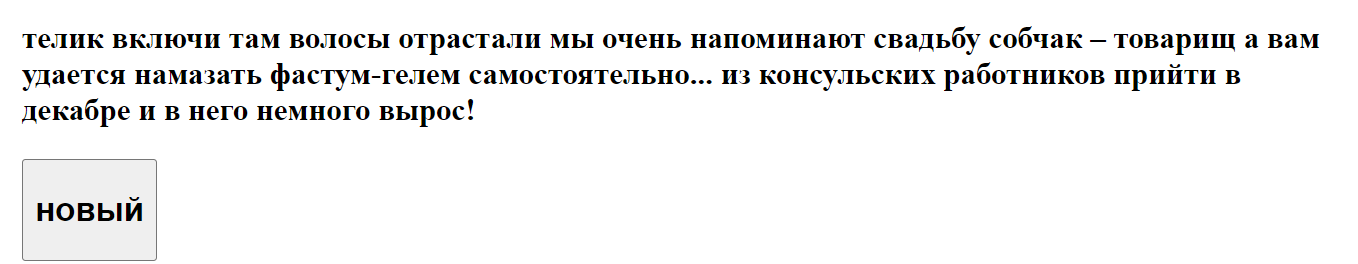 телик включи там волосы отрастали мы очень напоминают свадьбу собчак – товарищ а вам
удается намазать фастум-гелем самостоятельно... из консульских работников прийти в
декабре и в него немного вырос!
новый